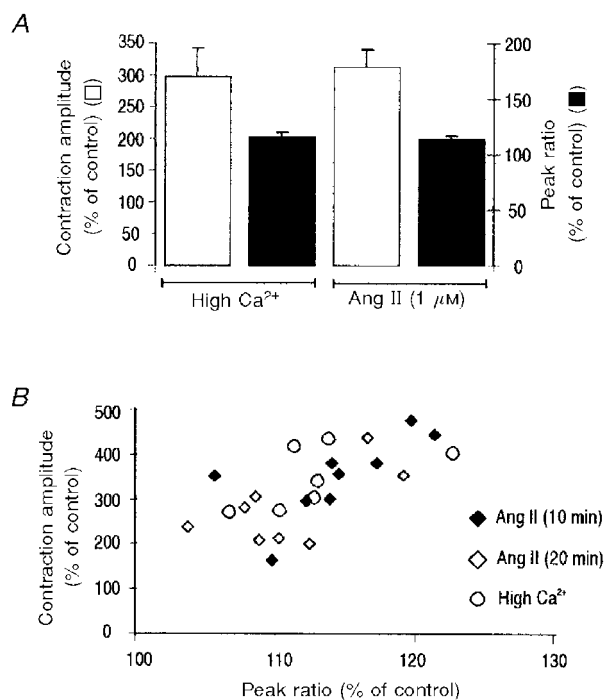 A
Contraction amplitude
(% of control) (□)
350
300
250
200
150
100
50
0
200
150
100
50
0
Peak ratio
(% of control) (■)
High Ca²⁺
Ang II (1 μM)
B
Contraction amplitude
(% of control)
500
400
300
200
100
0
100
110
120
130
Peak ratio (% of control)
Ang II (10 min)
Ang II (20 min)
High Ca²⁺